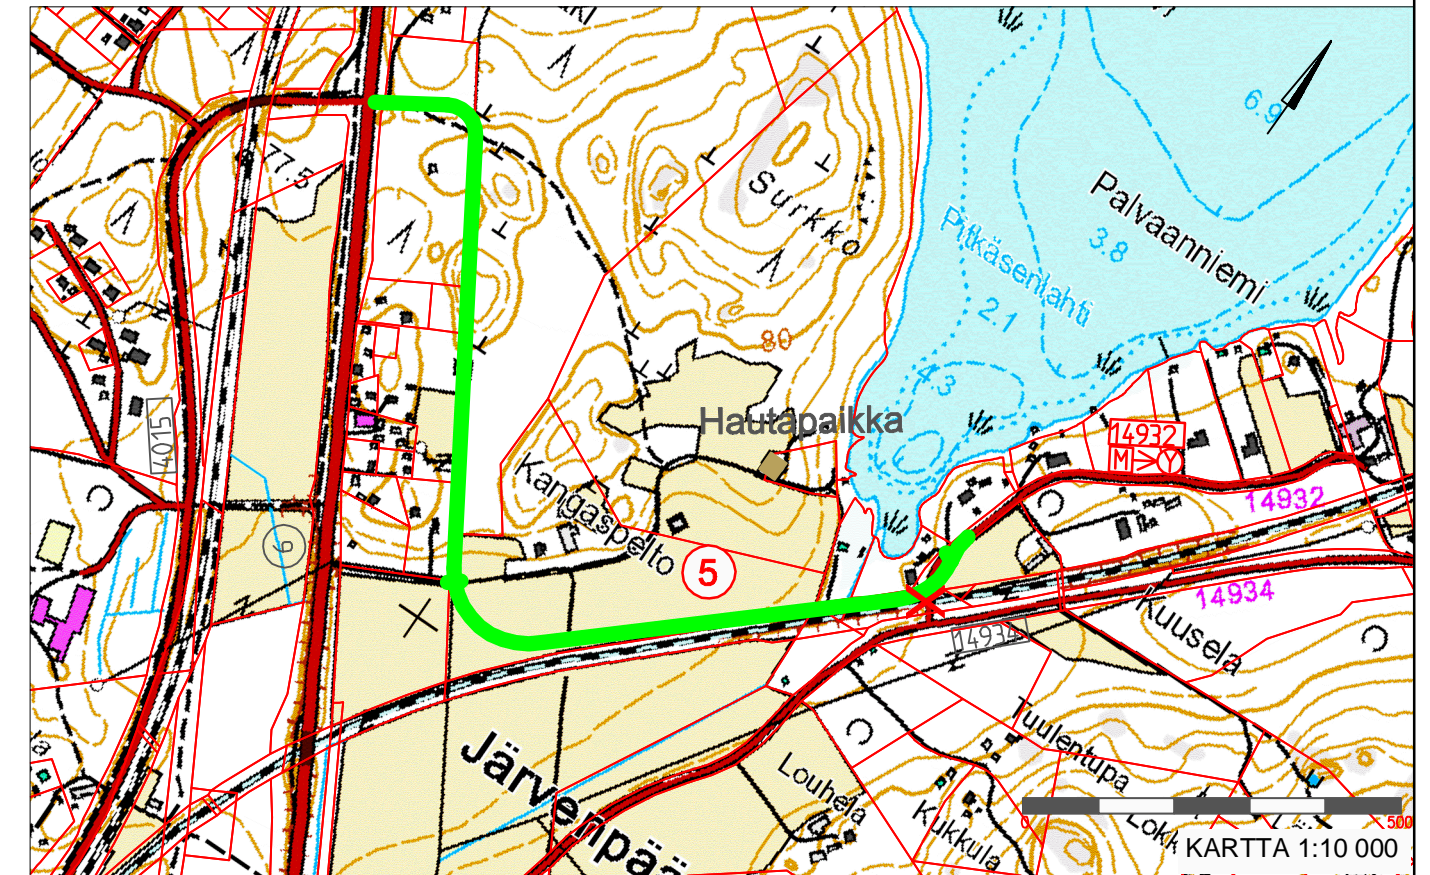 77.5
Surkko
6.9
Palvaanniemi
3.8
Pitkäsenlahti
2.1
80
4.3
Hautapaikka
4015
14932
M>Y
14932
Kangaspelto
6
5
14934
14934
Kuusela
Järvenpää
Tuulentupa
Louhela
Kukkula
0
500
KARTTA 1:10 000